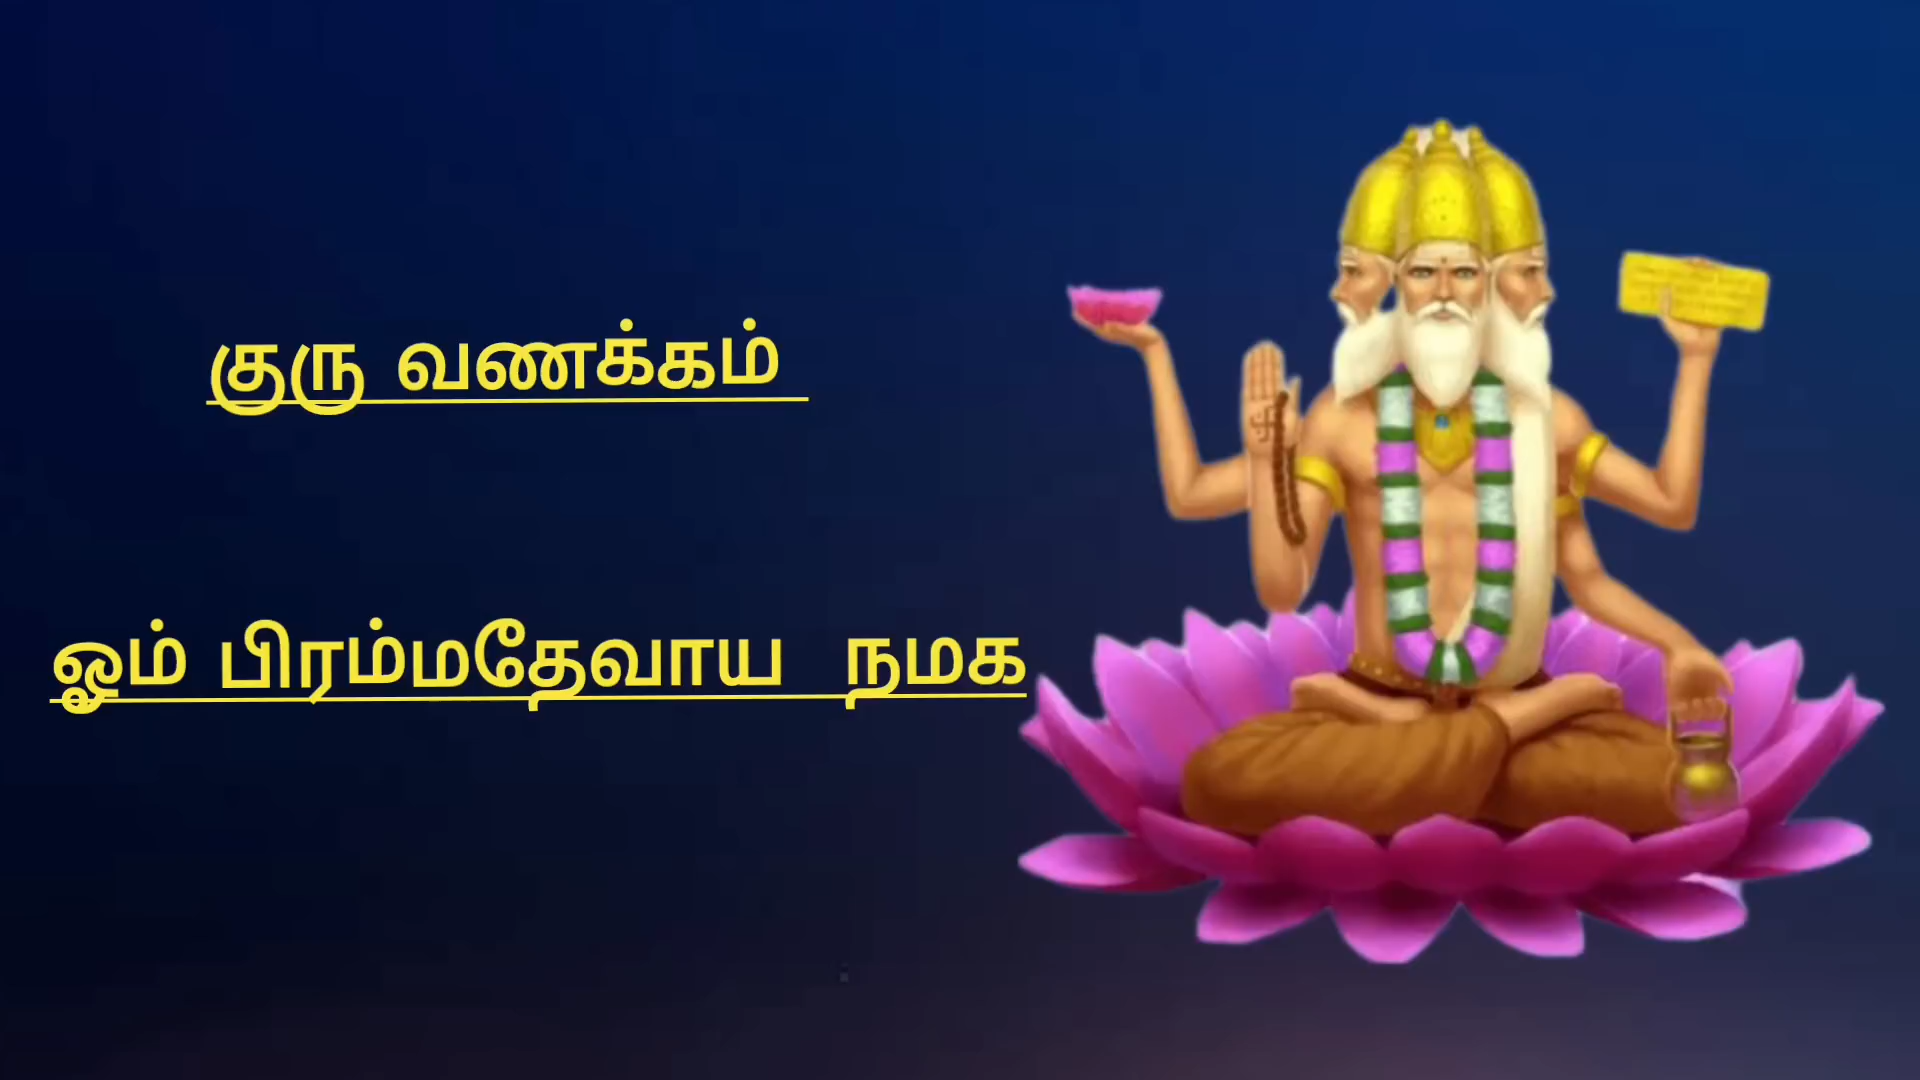 குரு வணக்கம்
ஓம் பிரம்மதேவாய நமக